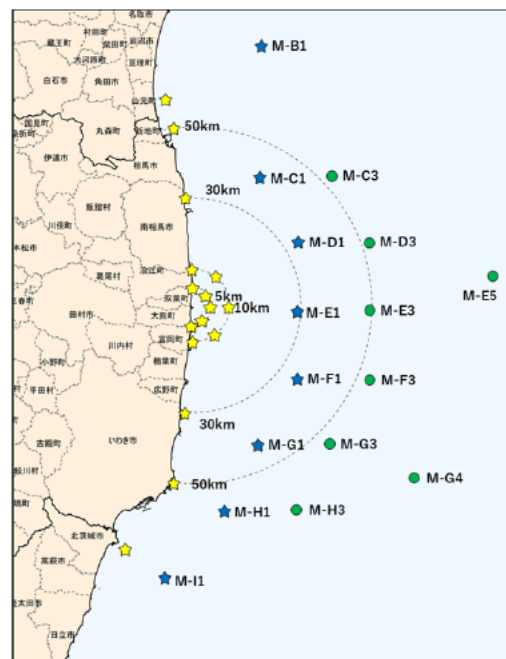 名取市
村田町
岩沼市
蔵王町
柴田町
大河原町
亘理町
白石市
角田市
山元町
国見町
丸森町
新地町
50km
伊達市
相馬市
30km
飯舘村
川俣町
南相馬市
浪江町
葛尾村
双葉町
5km
10km
田村市
大熊町
川内村
富岡町
小野町
楢葉町
平田村
広野町
30km
古殿町
いわき市
50km
北茨城市
高萩市
日立市
M-B1
M-C1
M-C3
M-D1
M-D3
M-E5
M-E1
M-E3
M-F1
M-F3
M-G1
M-G3
M-G4
M-H1
M-H3
M-I1